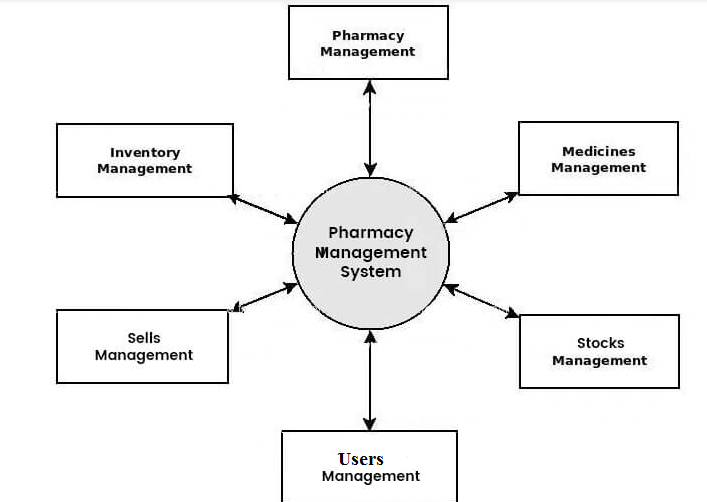 Pharmacy
Management
Inventory
Management
Medicines
Management
Pharmacy
Management
System
Sells
Management
Stocks
Management
Users
Management